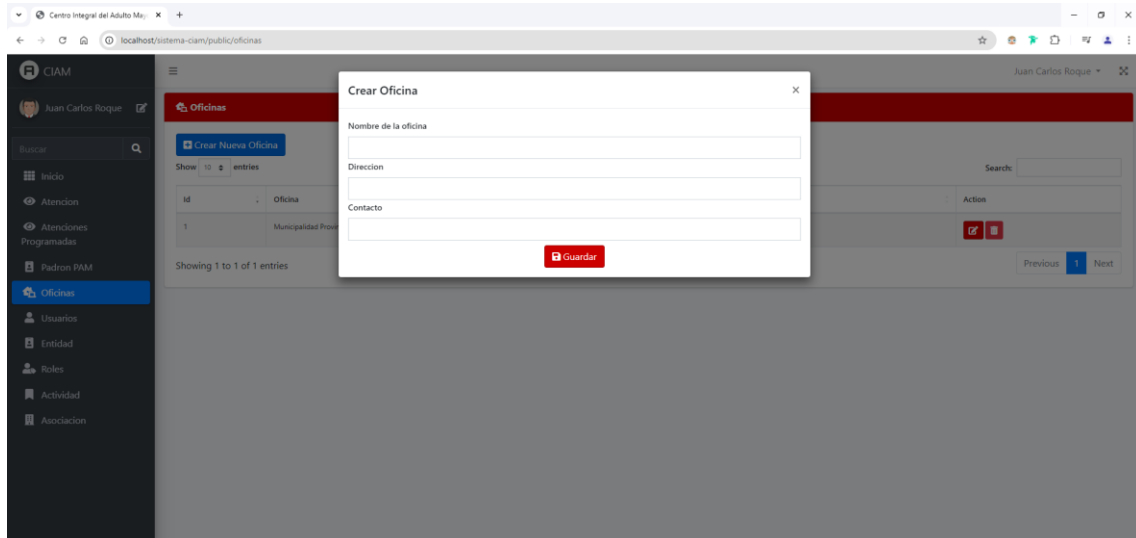 Centro Integral del Adulto May
localhost/sistema-ciam/public/oficinas
CIAM
Juan Carlos Roque
Juan Carlos Roque
Buscar
Inicio
Atencion
Atenciones
Programadas
Padron PAM
Oficinas
Usuarios
Entidad
Roles
Actividad
Asociacion
Oficinas
Crear Nueva Oficina
Show 10 entries
Search:
Id Oficina Action
1 Municipalidad
Showing 1 to 1 of 1 entries
Previous 1 Next
Crear Oficina ×
Nombre de la oficina
Direccion
Contacto
Guardar